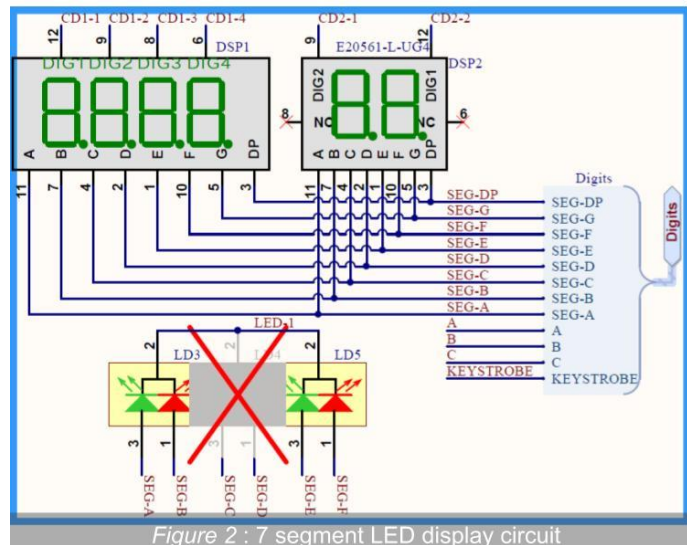 CD1-1 CD1-2 CD1-3 CD1-4 CD2-1 CD2-2
12 9 8 6 9 12
DSP1 E20561-L-UG4 DSP2
DIG1 DIG2 DIG3 DIG4 DIG2 DIG1
8 NC NC 6
A B C D E F G DP A B C D E F G DP
11 7 4 2 1 10 5 3 11 7 4 2 1 10 5 3
Digits
Digits
SEG-DP SEG-DP
SEG-G SEG-G
SEG-F SEG-F
SEG-E SEG-E
SEG-D SEG-D
SEG-C SEG-C
SEG-B SEG-B
SEG-A SEG-A
A A
B B
C C
KEYSTROBE KEYSTROBE
LED-1
2 LD3 2 LD4 2 LD5
3 1 3 1 3 1
SEG-A SEG-B SEG-C SEG-D SEG-E SEG-F
Figure 2 : 7 segment LED display circuit